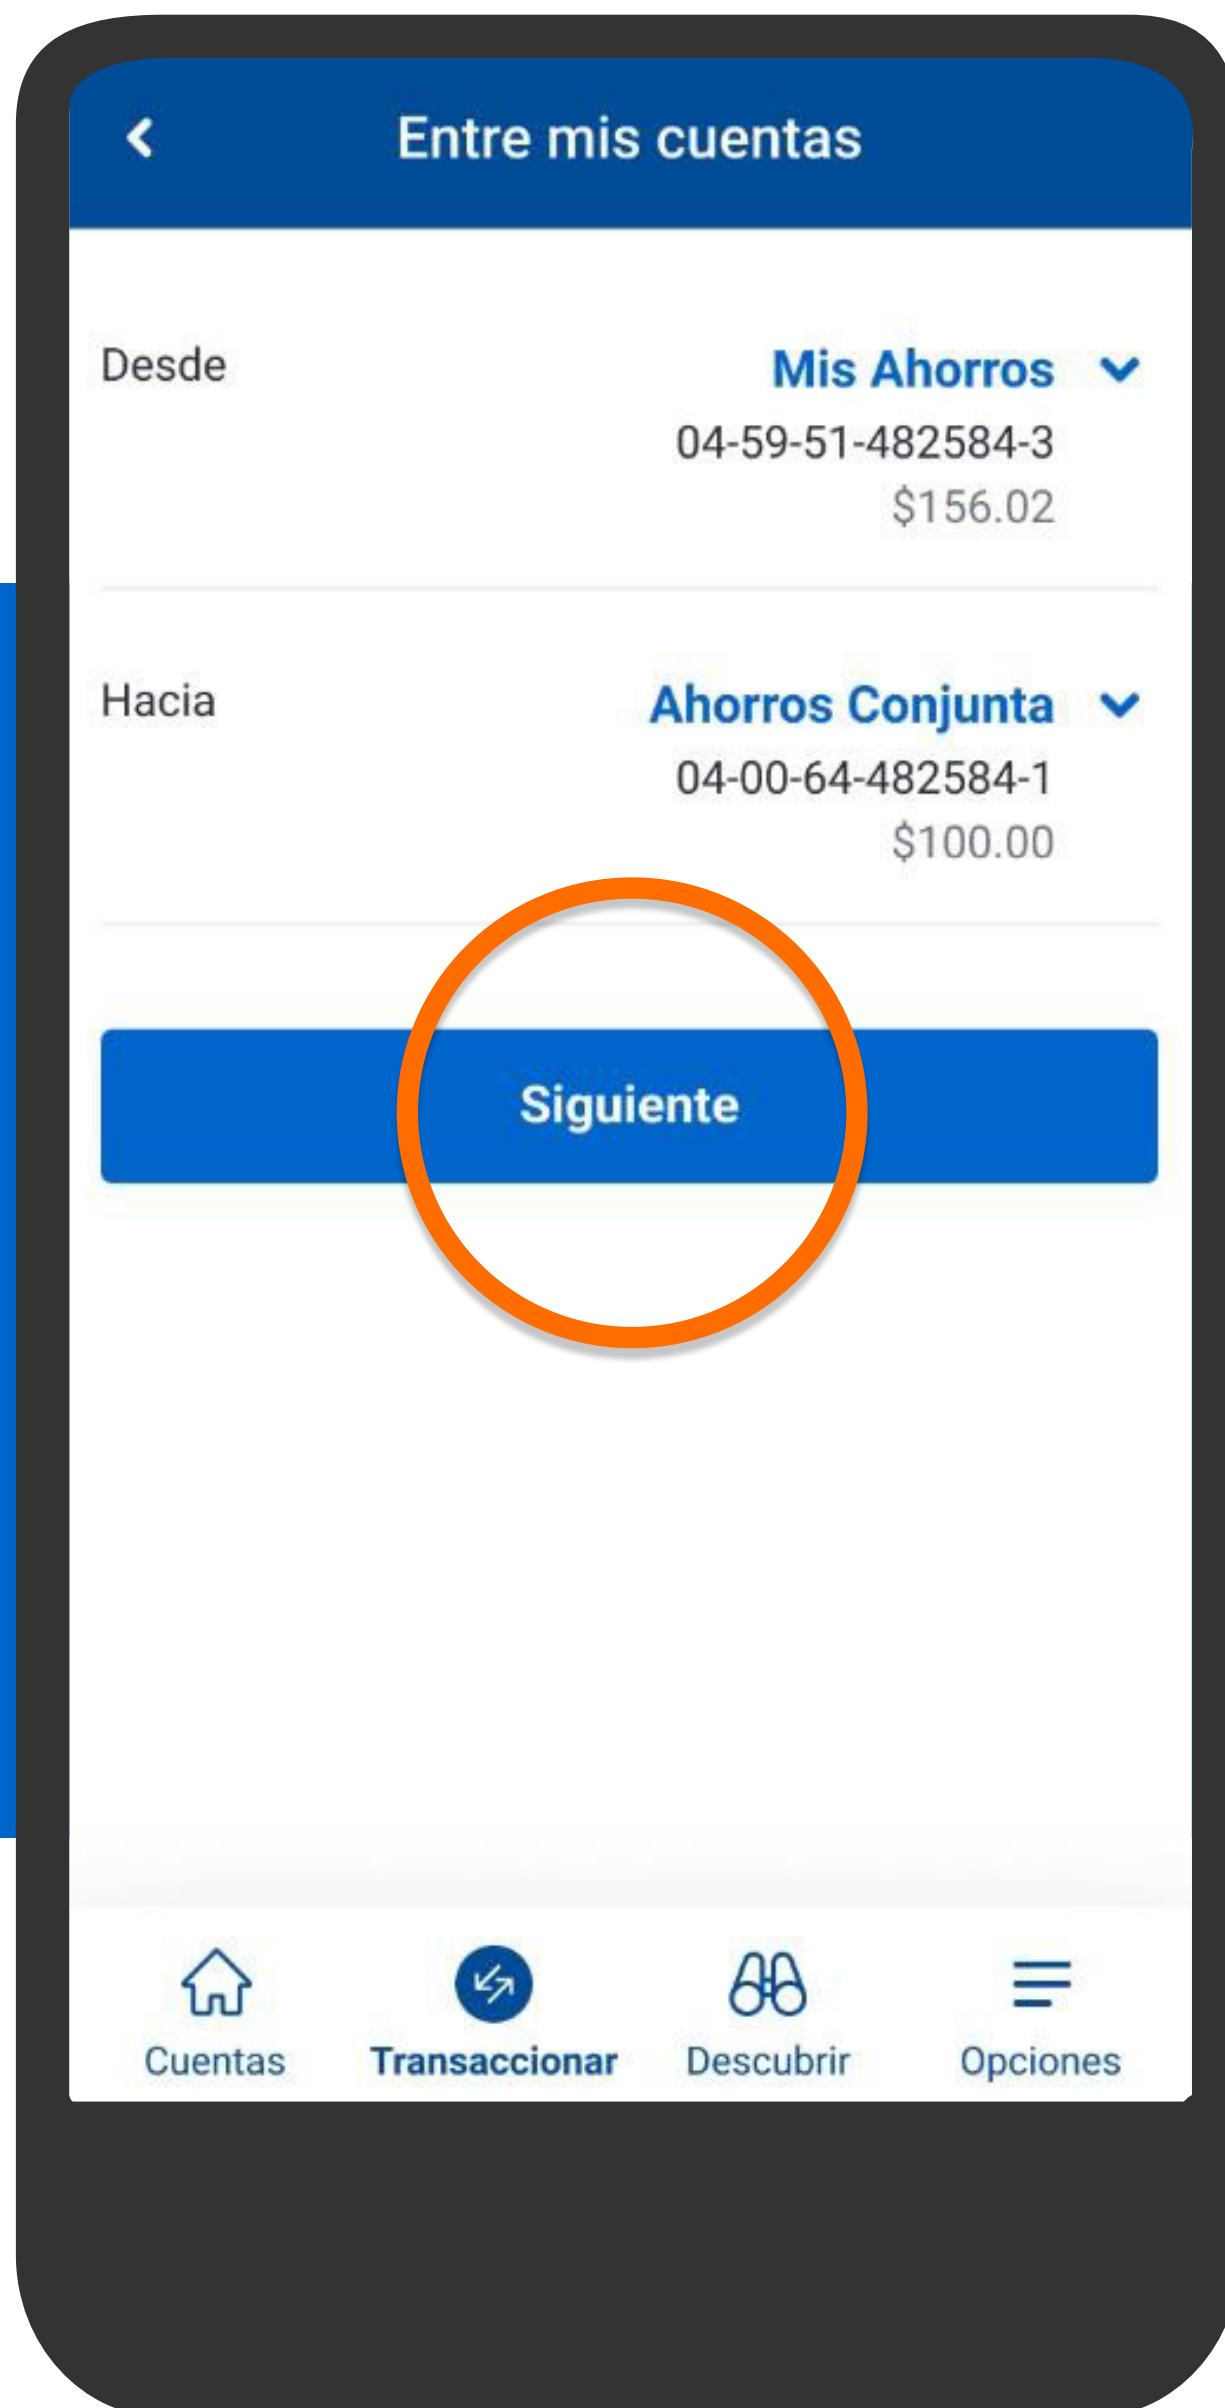 Entre mis cuentas
Desde
Mis Ahorros
04-59-51-482584-3
$156.02
Hacia
Ahorros Conjunta
04-00-64-482584-1
$100.00
Siguiente
Cuentas
Transaccionar
Descubrir
Opciones